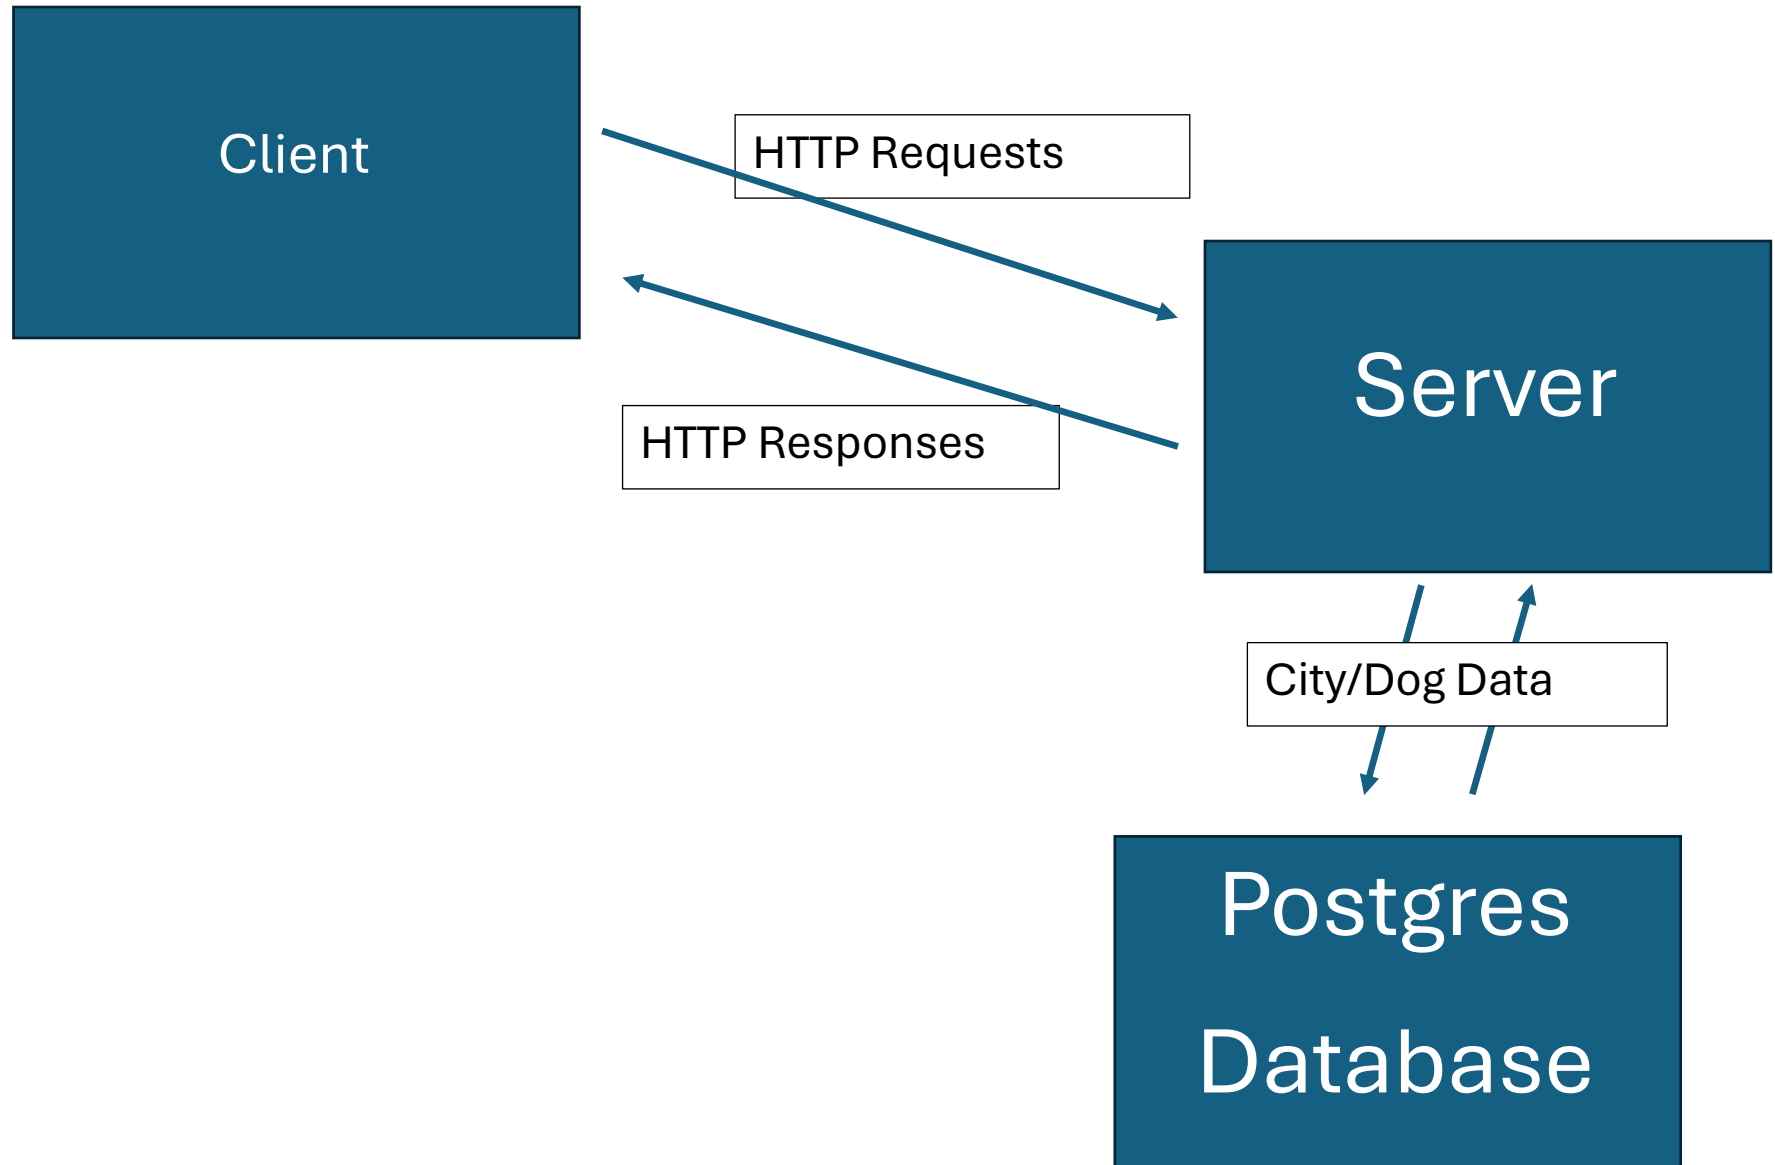 Client
HTTP Requests
Server
HTTP Responses
City/Dog Data
Postgres
Database